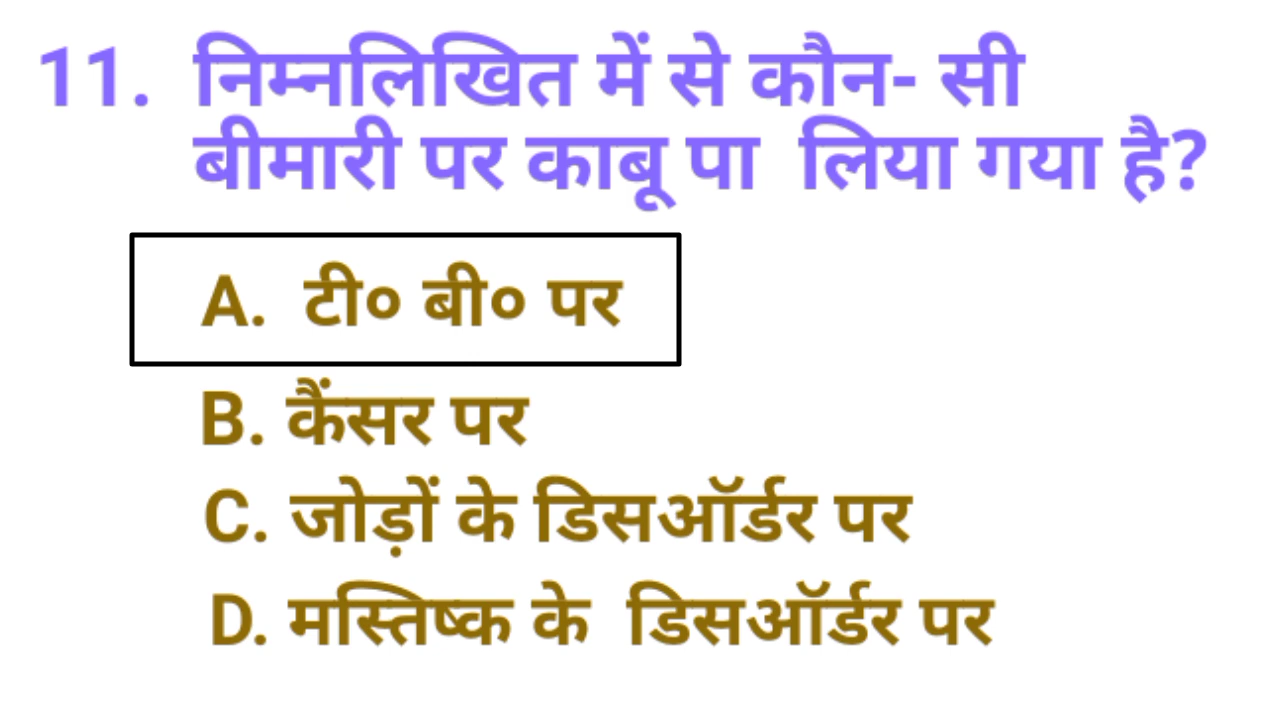 11. निम्नलिखित में से कौन- सी
बीमारी पर काबू पा लिया गया है?
A. टी० बी० पर
B. कैंसर पर
C. जोड़ों के डिसऑर्डर पर
D. मस्तिष्क के डिसऑर्डर पर